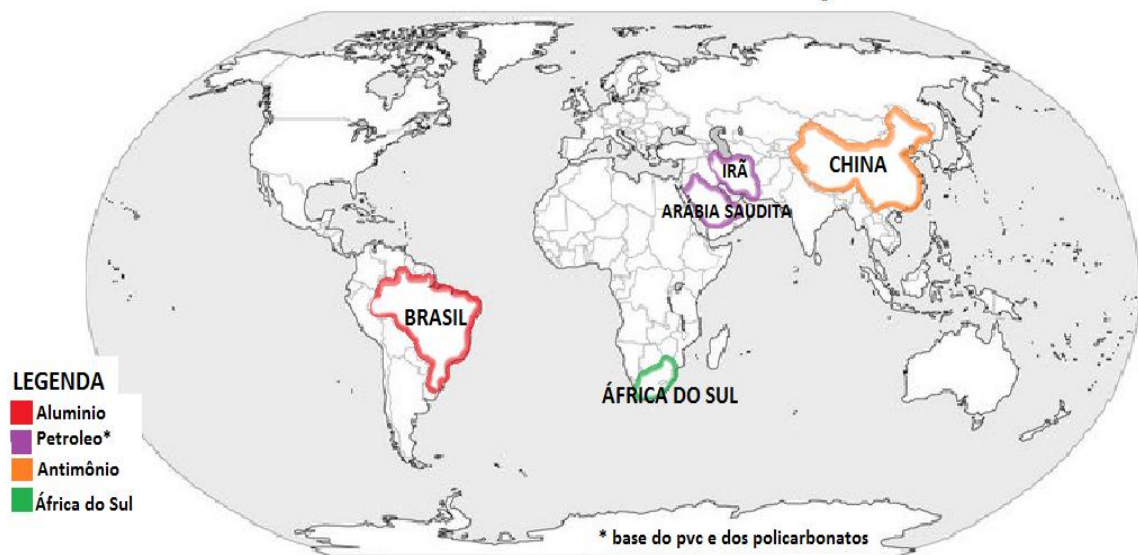 IRÃ
CHINA
ARÁBIA SAUDITA
BRASIL
ÁFRICA DO SUL
LEGENDA
Aluminio
Petroleo*
Antimônio
África do Sul
* base do pvc e dos policarbonatos